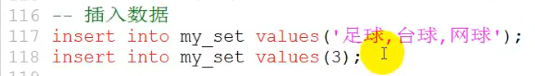 116 -- 插入数据
117 insert into my_set values('足球,台球,网球');
118 insert into my_set values(3);